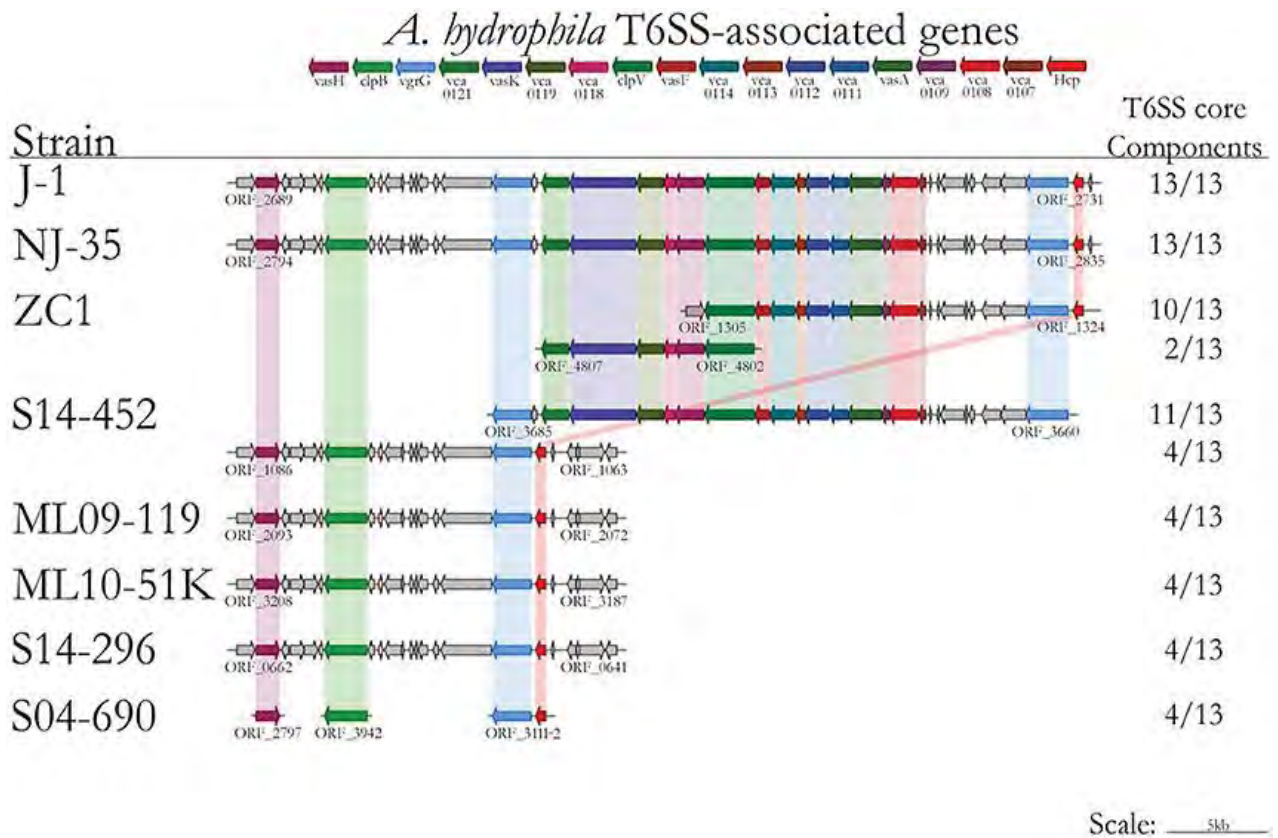 A. hydrophila T6SS-associated genes
vasH clpB vgrG vca 0121 vasK vca 0119 vca 0118 clpV vasF vca 0114 vca 0113 vca 0112 vca 0111 vasA vca 0109 vca 0108 vca 0107 Hcp
Strain T6SS core Components
J-1 13/13
ORF_2689 ORF_2731
NJ-35 13/13
ORF_2794 ORF_2835
ZC1 10/13
ORF_1305 ORF_1324
2/13
ORF_4807 ORF_4802
S14-452 11/13
ORF_3685 ORF_3660
4/13
ORF_1086 ORF_1063
ML09-119 4/13
ORF_2093 ORF_2072
ML10-51K 4/13
ORF_3208 ORF_3187
S14-296 4/13
ORF_0662 ORF_0641
S04-690 4/13
ORF_2797 ORF_3942 ORF_3111-2
Scale: 5kb